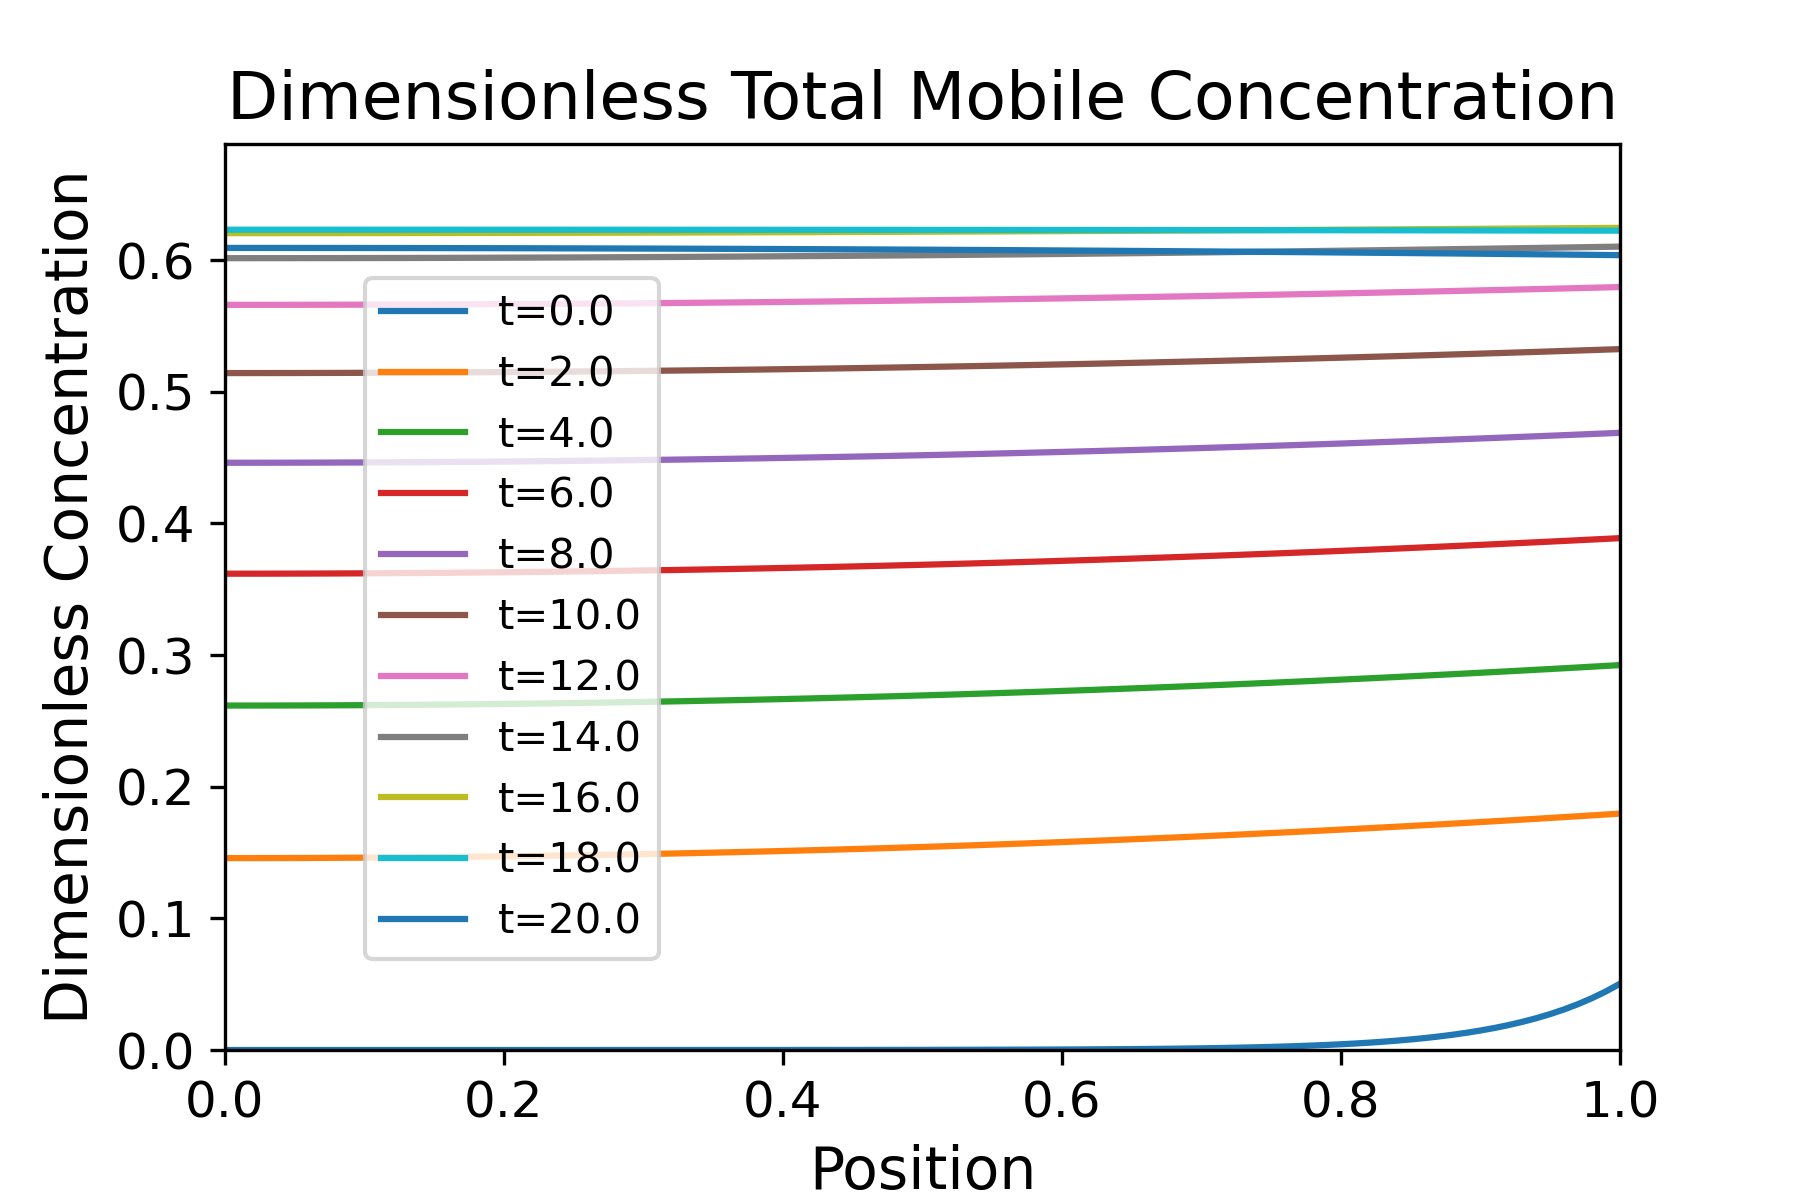 Dimensionless Total Mobile Concentration
Dimensionless Concentration
0.6
0.5
0.4
0.3
0.2
0.1
0.0
t=0.0
t=2.0
t=4.0
t=6.0
t=8.0
t=10.0
t=12.0
t=14.0
t=16.0
t=18.0
t=20.0
0.0 0.2 0.4 0.6 0.8 1.0
Position